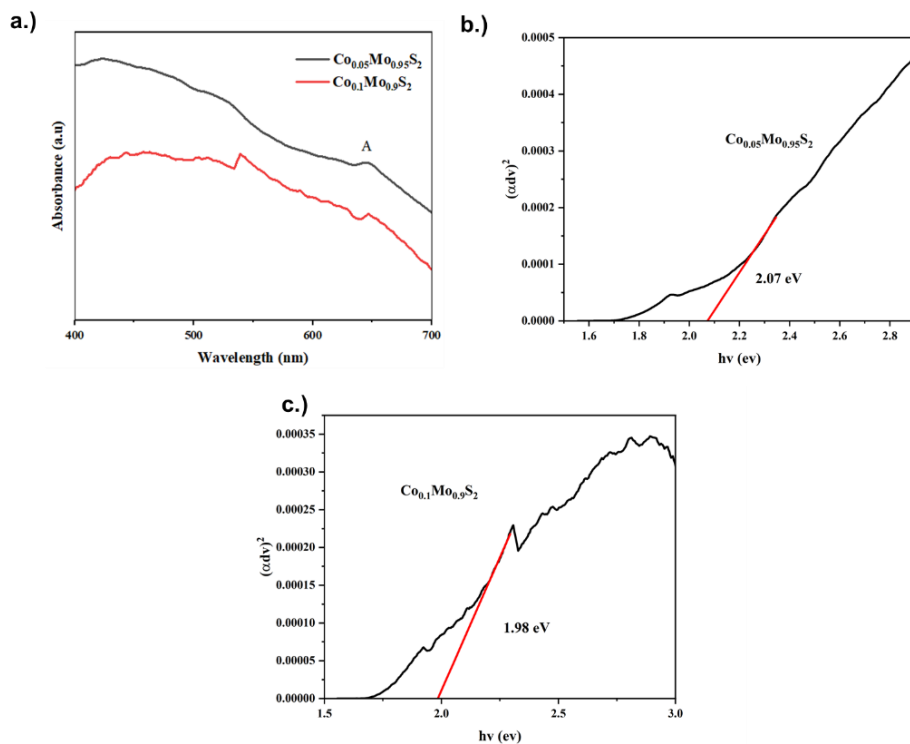 a.)
Absorbance (a.u)
Co0.05Mo0.95S2
Co0.1Mo0.9S2
A
400 500 600 700
Wavelength (nm)
b.)
(αdv)2
0.0005
0.0004
0.0003
0.0002
0.0001
0.0000
Co0.05Mo0.95S2
2.07 eV
1.6 1.8 2.0 2.2 2.4 2.6 2.8
hv (ev)
c.)
(αdv)2
0.00035
0.00030
0.00025
0.00020
0.00015
0.00010
0.00005
0.00000
Co0.1Mo0.9S2
1.98 eV
1.5 2.0 2.5 3.0
hv (ev)